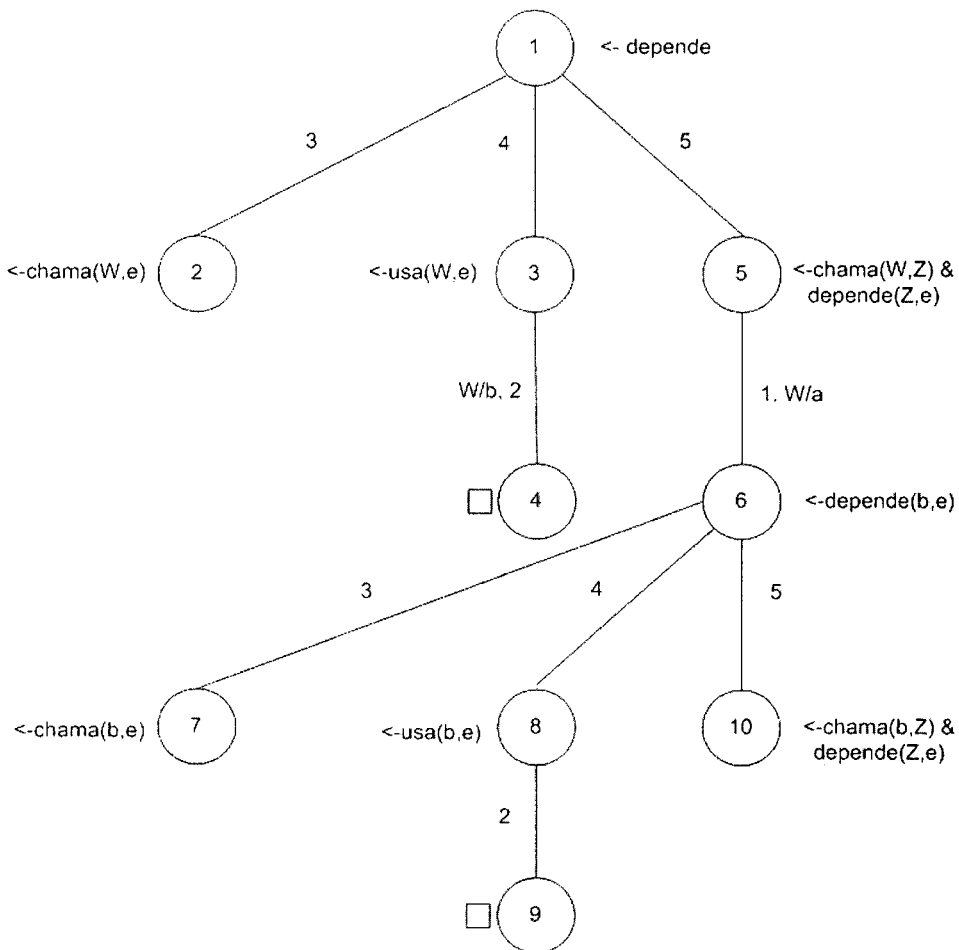 1 <- depende
3 4 5
<-chama(W,e) 2 <-usa(W,e) 3 5 <-chama(W,Z) &
depende(Z,e)
W/b, 2 1. W/a
4 6 <-depende(b,e)
3 4 5
<-chama(b,e) 7 <-usa(b,e) 8 10 <-chama(b,Z) &
depende(Z,e)
2
9